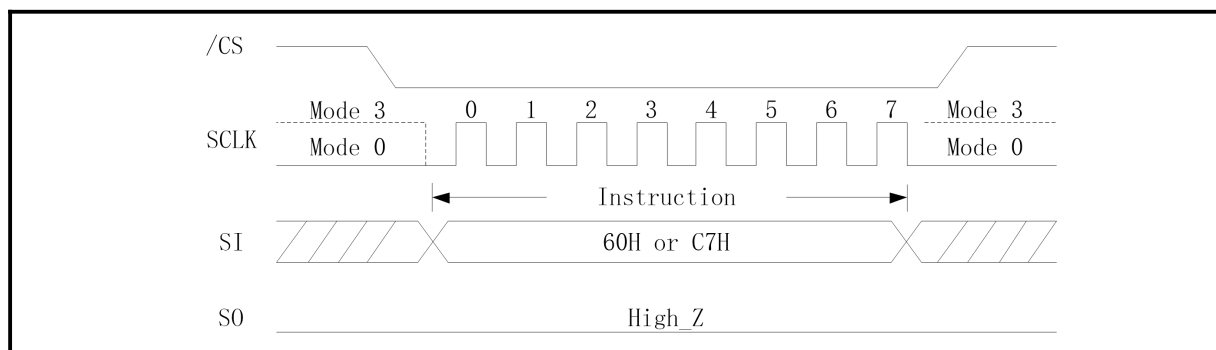 /CS
Mode 3 0 1 2 3 4 5 6 7 Mode 3
SCLK
Mode 0 Mode 0
Instruction
SI 60H or C7H
SO High_Z